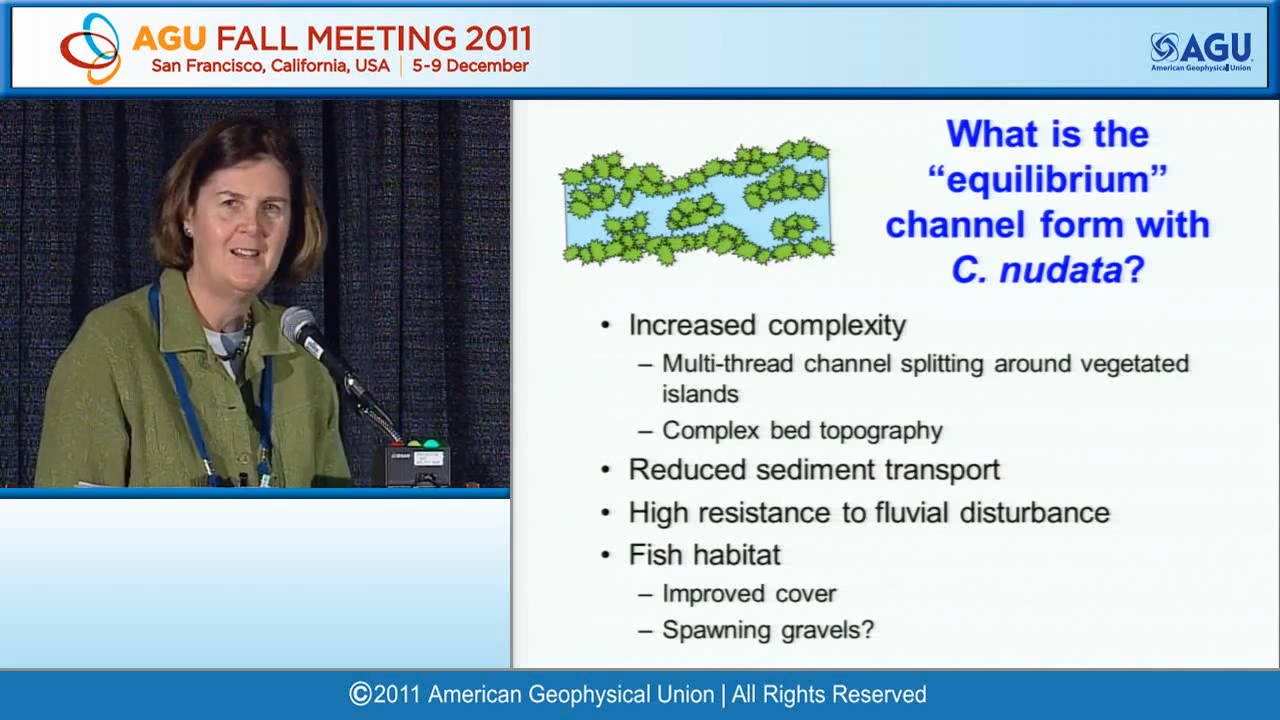 AGU FALL MEETING 2011
San Francisco, California, USA | 5-9 December
AGU
American Geophysical Union
What is the
“equilibrium”
channel form with
C. nudata?
• Increased complexity
– Multi-thread channel splitting around vegetated
islands
– Complex bed topography
• Reduced sediment transport
• High resistance to fluvial disturbance
• Fish habitat
– Improved cover
– Spawning gravels?
©2011 American Geophysical Union | All Rights Reserved